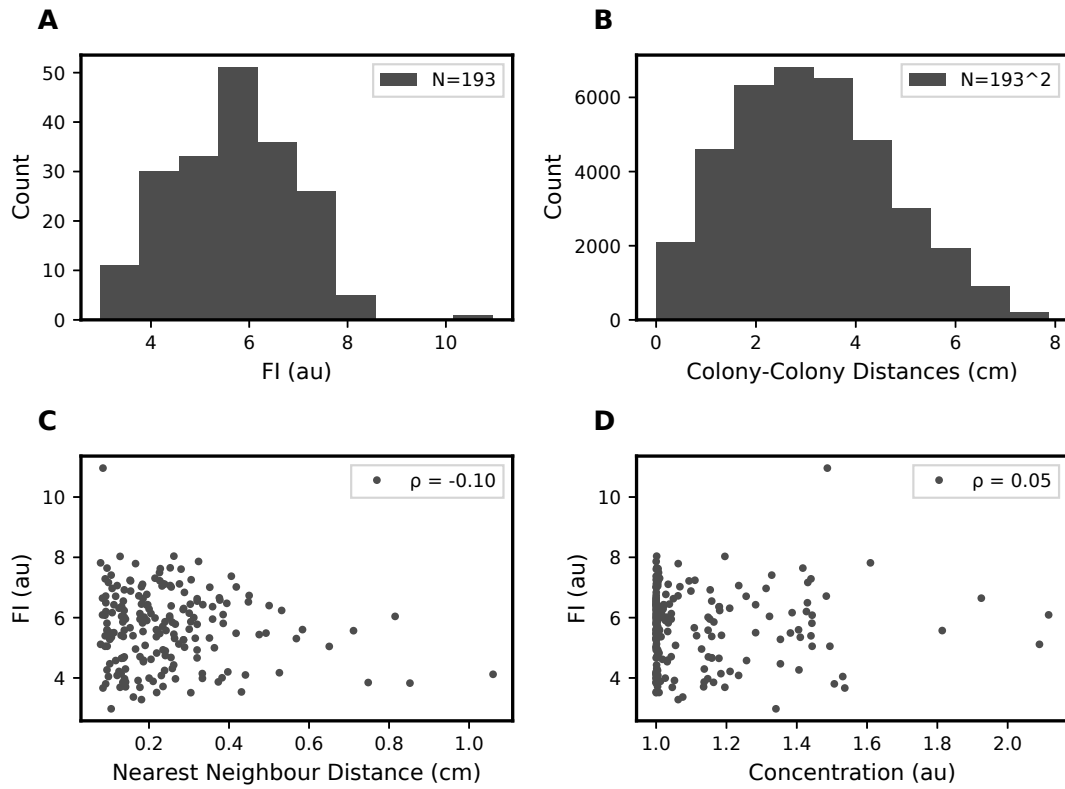 A
N=193
Count
50
40
30
20
10
0
4
6
8
10
FI (au)
B
N=193^2
Count
6000
4000
2000
0
0
2
4
6
8
Colony-Colony Distances (cm)
C
ρ = -0.10
FI (au)
10
8
6
4
0.2
0.4
0.6
0.8
1.0
Nearest Neighbour Distance (cm)
D
ρ = 0.05
FI (au)
10
8
6
4
1.0
1.2
1.4
1.6
1.8
2.0
Concentration (au)